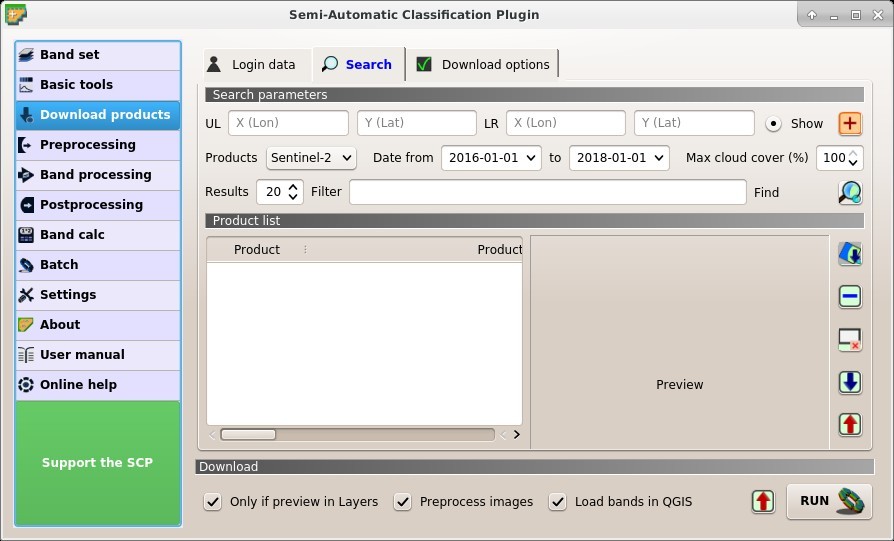 Semi-Automatic Classification Plugin
Band set
Basic tools
Download products
Preprocessing
Band processing
Postprocessing
Band calc
Batch
Settings
About
User manual
Online help
Support the SCP
Login data Search Download options
Search parameters
UL X (Lon) Y (Lat) LR X (Lon) Y (Lat) Show
Products Sentinel-2 Date from 2016-01-01 to 2018-01-01 Max cloud cover (%) 100
Results 20 Filter Find
Product list
Product Product
Preview
Download
Only if preview in Layers Preprocess images Load bands in QGIS RUN